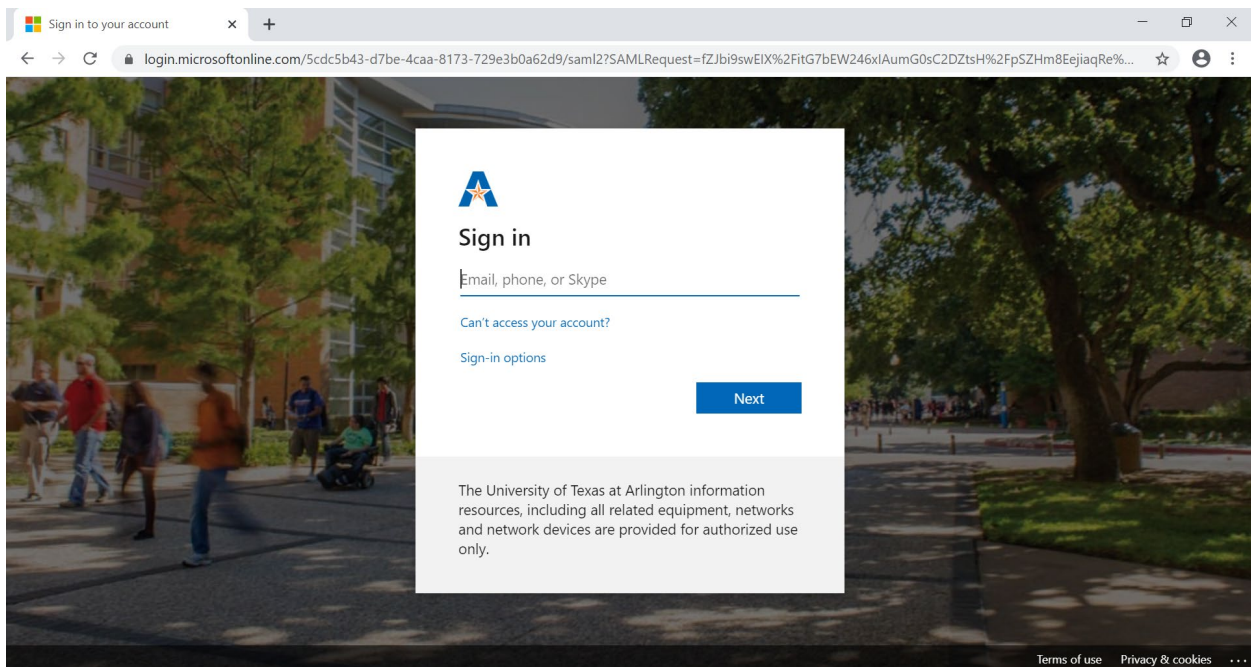 Sign in to your account
login.microsoftonline.com/5cdc5b43-d7be-4caa-8173-729e3b0a62d9/saml2?SAMLRequest=fZJbi9swEIX%2FitG7bEW246xIAumG0sC2DZtsH%2FpSZHm8EejiaqRe%...
Sign in
Email, phone, or Skype
Can't access your account?
Sign-in options
Next
The University of Texas at Arlington information
resources, including all related equipment, networks
and network devices are provided for authorized use
only.
Terms of use Privacy & cookies ...